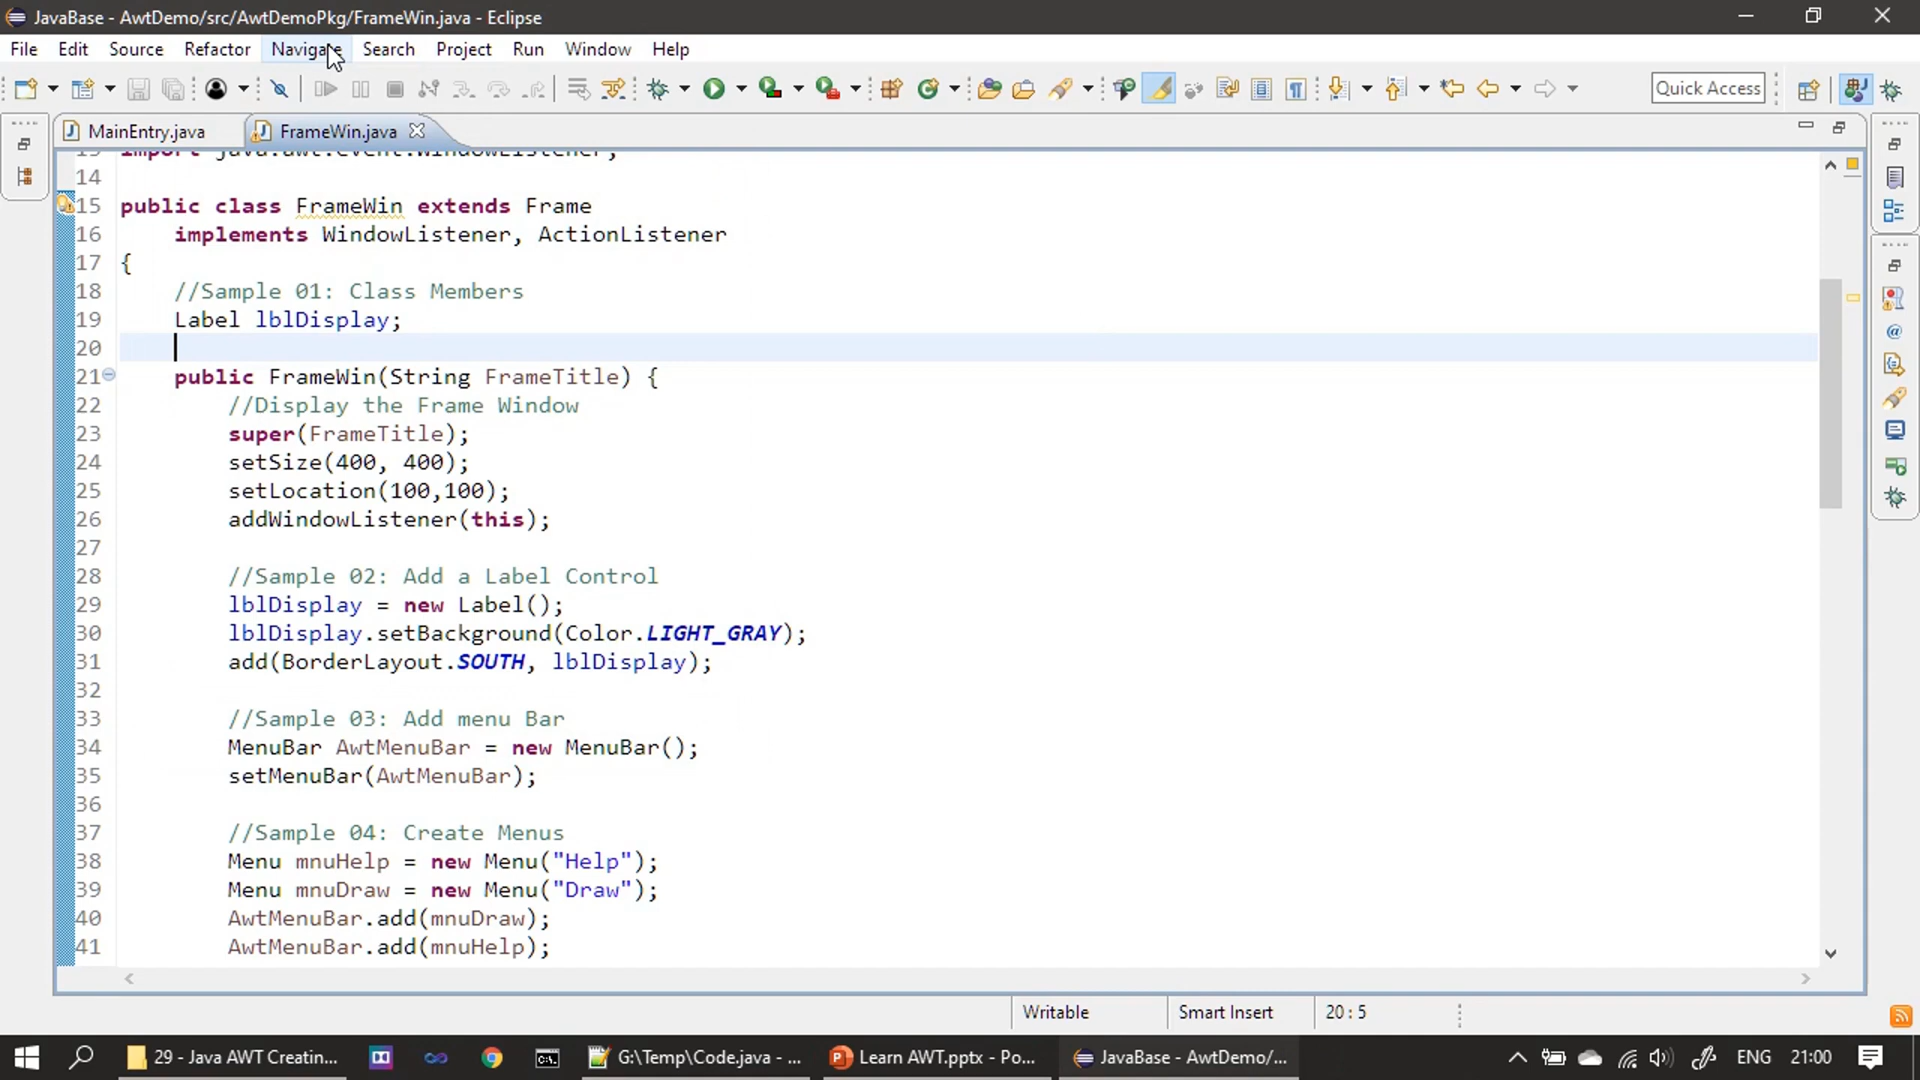 JavaBase - AwtDemo/src/AwtDemoPkg/FrameWin.java - Eclipse
File Edit Source Refactor Navigate Search Project Run Window Help
Quick Access
MainEntry.java FrameWin.java
import java.awt.event.WindowListener;
14
15 public class FrameWin extends Frame
16 implements WindowListener, ActionListener
17 {
18 //Sample 01: Class Members
19 Label lblDisplay;
20
21 public FrameWin(String FrameTitle) {
22 //Display the Frame Window
23 super(FrameTitle);
24 setSize(400, 400);
25 setLocation(100,100);
26 addWindowListener(this);
27
28 //Sample 02: Add a Label Control
29 lblDisplay = new Label();
30 lblDisplay.setBackground(Color.LIGHT_GRAY);
31 add(BorderLayout.SOUTH, lblDisplay);
32
33 //Sample 03: Add menu Bar
34 MenuBar AwtMenuBar = new MenuBar();
35 setMenuBar(AwtMenuBar);
36
37 //Sample 04: Create Menus
38 Menu mnuHelp = new Menu("Help");
39 Menu mnuDraw = new Menu("Draw");
40 AwtMenuBar.add(mnuDraw);
41 AwtMenuBar.add(mnuHelp);
Writable Smart Insert 20 : 5
29 - Java AWT Creatin... G:\Temp\Code.java - ... Learn AWT.pptx - Po... JavaBase - AwtDemo/... ENG 21:00